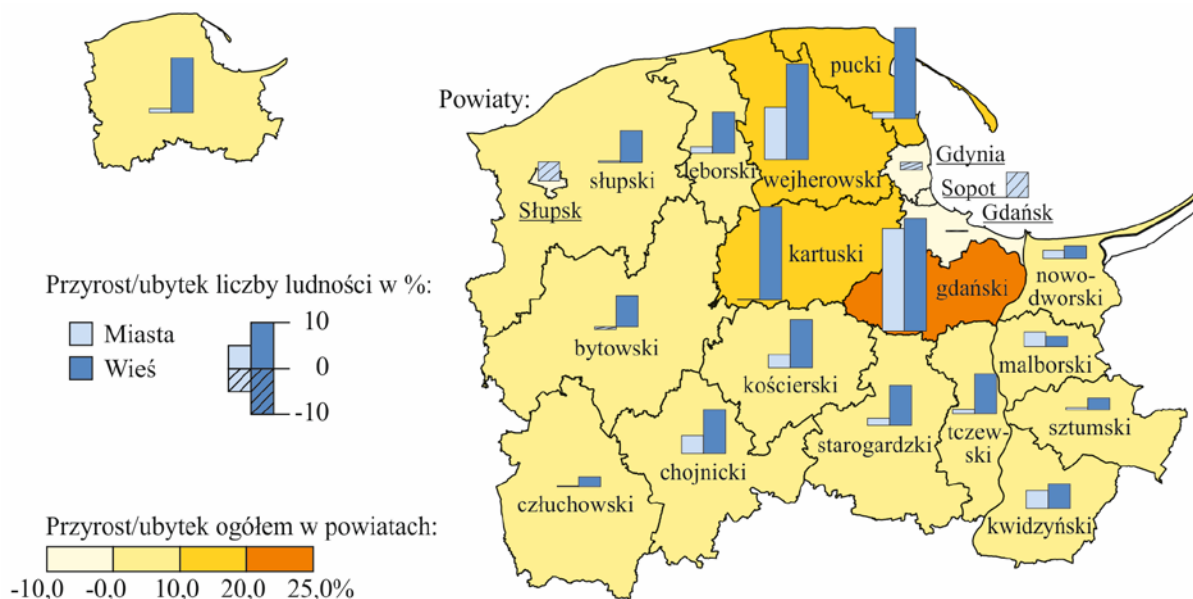 Powiaty:
pucki
Gdynia
Sopot
Gdańsk
słupski
leborski
wejherowski
Słupsk
kartuski
gdański
nowo-
dworski
bytowski
kościerski
malborski
starogardzki
tczew-
ski
sztumski
chojnicki
człuchowski
kwidzyński
Przyrost/ubytek liczby ludności w %:
Miasta
Wieś
10
0
-10
Przyrost/ubytek ogółem w powiatach:
-10,0 -0,0 10,0 20,0 25,0%